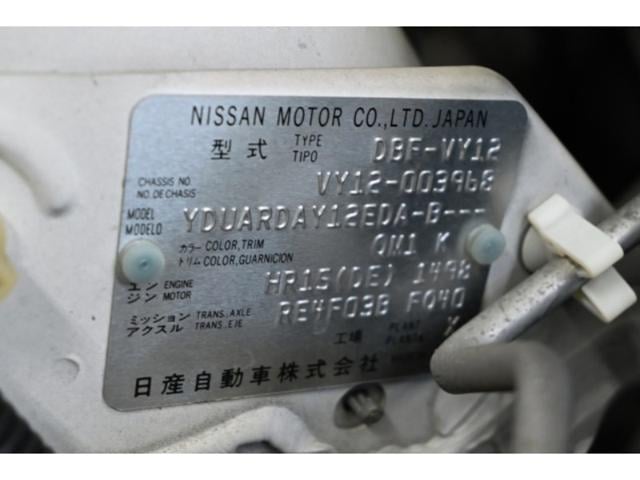 NISSAN MOTOR CO.,LTD.JAPAN
型式 TYPE TIPO DBF-VY12
CHASSIS NO. NO.DE CHASIS VY12-003968
MODEL MODELO YDUARDAY12EDA-B---
カラー COLOR,TRIM トリム COLOR,GUARNICION QM1 K
エンジン ENGINE MOTOR HR15(DE) 1498
ミッション アクスル TRANS.,AXLE TRANS.,EJE RE4F03B FO40
工場 PLANT PLANTA
日産自動車株式会社